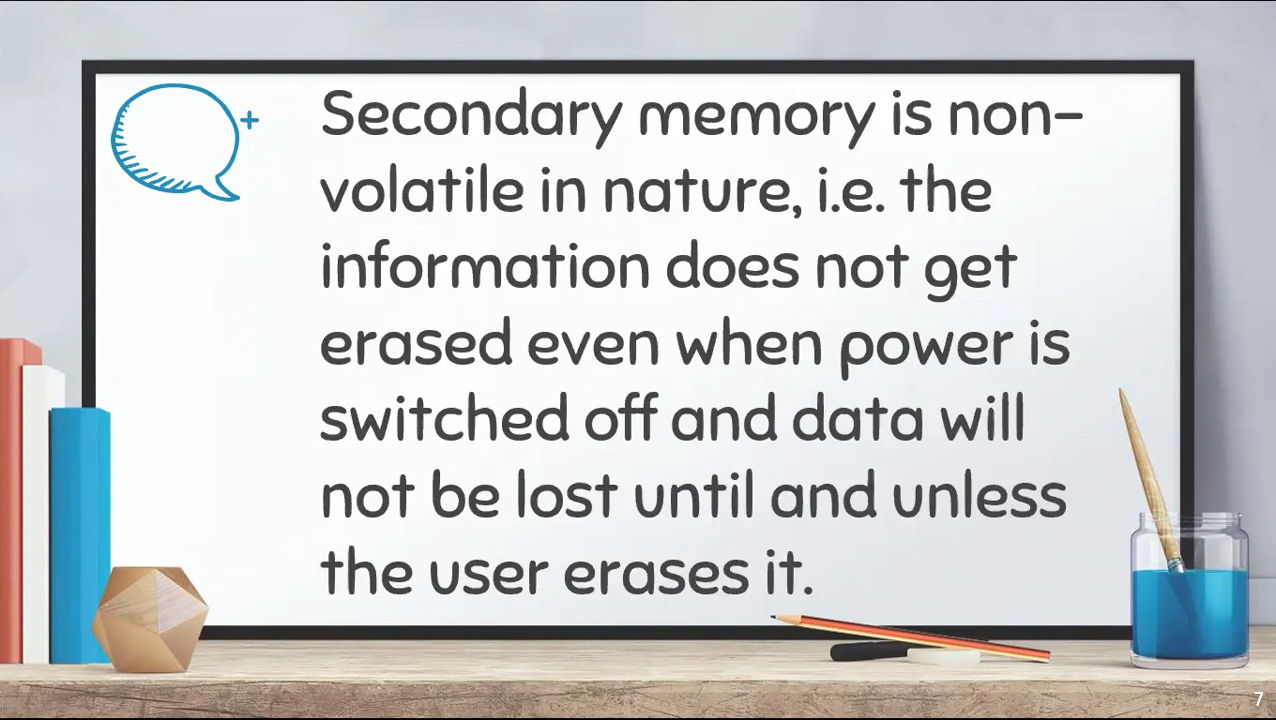 Secondary memory is non-
volatile in nature, i.e. the
information does not get
erased even when power is
switched off and data will
not be lost until and unless
the user erases it.
7